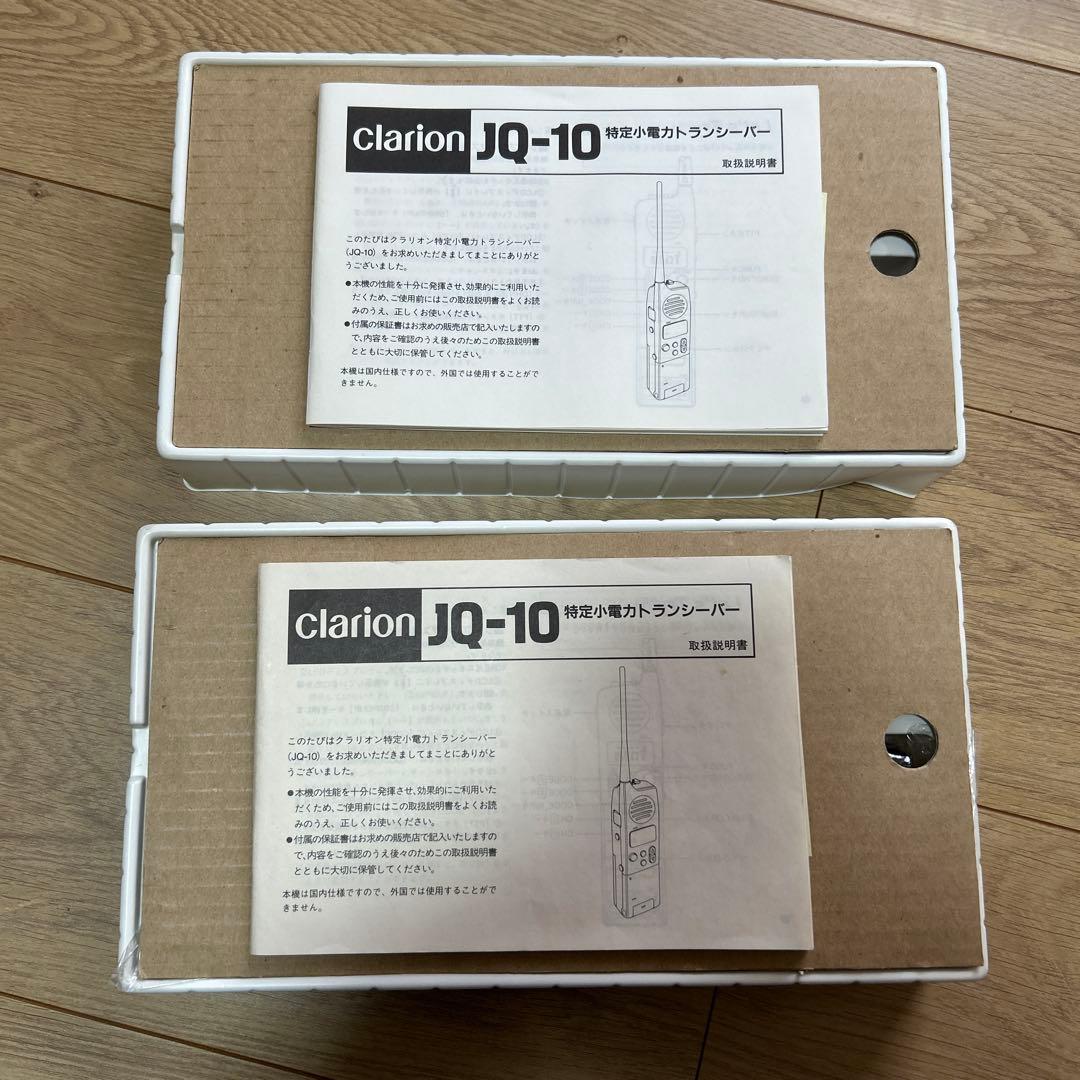 clarion JQ-10 特定小電力トランシーバー
取扱説明書
このたびはクラリオン特定小電力トランシーバー
(JQ-10) をお求めいただきましてまことにありがと
うございました。
●本機の性能を十分に発揮させ、効果的にご利用いた
だくため、ご使用前にはこの取扱説明書をよくお読
みのうえ、正しくお使いください。
●付属の保証書はお求めの販売店で記入いたしますの
で、内容をご確認のうえ後々のためこの取扱説明書
とともに大切に保管してください。
本機は国内仕様ですので、外国では使用することがで
きません。
clarion JQ-10 特定小電力トランシーバー
取扱説明書
このたびはクラリオン特定小電力トランシーバー
(JQ-10) をお求めいただきましてまことにありがと
うございました。
●本機の性能を十分に発揮させ、効果的にご利用いた
だくため、ご使用前にはこの取扱説明書をよくお読
みのうえ、正しくお使いください。
●付属の保証書はお求めの販売店で記入いたしますの
で、内容をご確認のうえ後々のためこの取扱説明書
とともに大切に保管してください。
本機は国内仕様ですので、外国では使用することがで
きません。